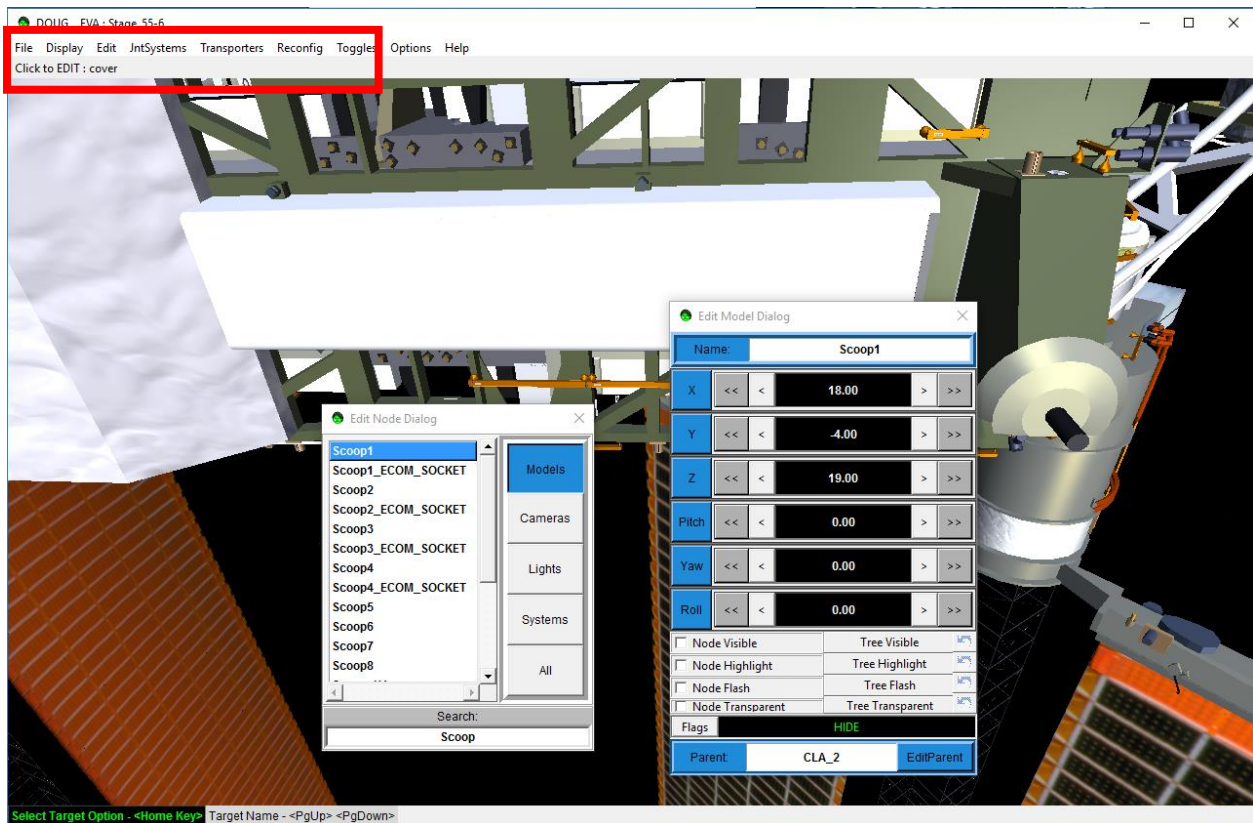 DOUG EVA : Stage_55-6
File Display Edit JntSystems Transporters Reconfig Toggles Options Help
Click to EDIT : cover
Edit Model Dialog
Name: Scoop1
X << < 18.00 > >>
Y << < -4.00 > >>
Z << < 19.00 > >>
Pitch << < 0.00 > >>
Yaw << < 0.00 > >>
Roll << < 0.00 > >>
Node Visible Tree Visible
Node Highlight Tree Highlight
Node Flash Tree Flash
Node Transparent Tree Transparent
Flags HIDE
Parent: CLA_2 EditParent
Edit Node Dialog
Scoop1
Scoop1_ECOM_SOCKET
Scoop2
Scoop2_ECOM_SOCKET
Scoop3
Scoop3_ECOM_SOCKET
Scoop4
Scoop4_ECOM_SOCKET
Scoop5
Scoop6
Scoop7
Scoop8
Models
Cameras
Lights
Systems
All
Search:
Scoop
Select Target Option - <Home Key> Target Name - <PgUp> <PgDown>